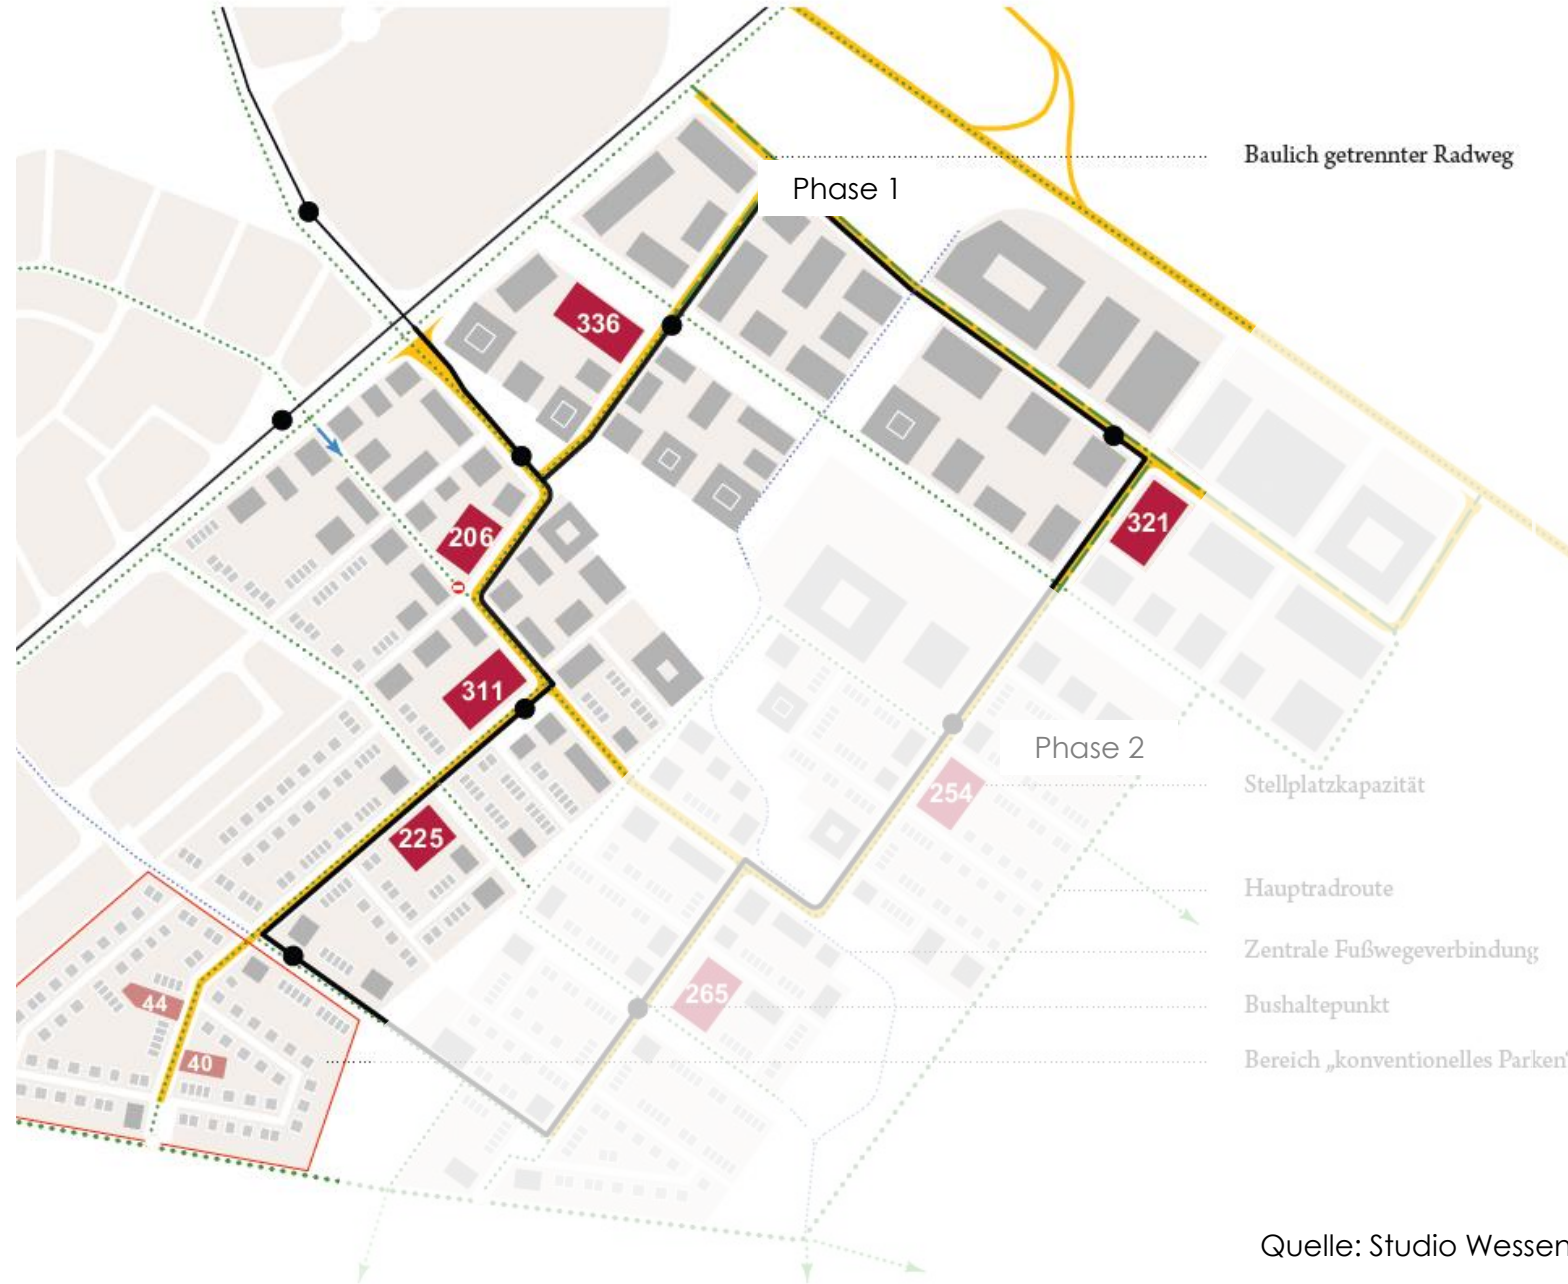 Baulich getrennter Radweg
Phase 1
336
206
321
311
Phase 2
254
Stellplatzkapazität
225
Hauptradroute
Zentrale Fußwegeverbindung
265
44
Bushaltepunkt
40
Bereich „konventionelles Parken“
Quelle: Studio Wessen